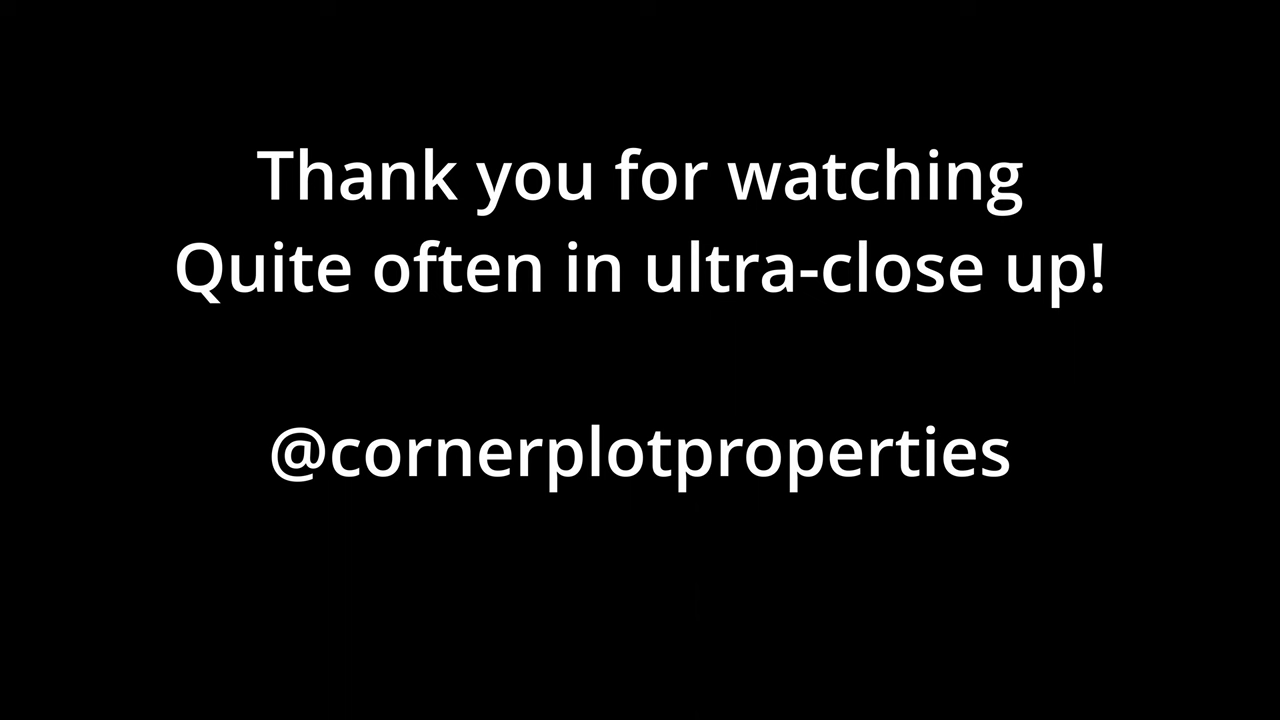 Thank you for watching
Quite often in ultra-close up!
@cornerplotproperties